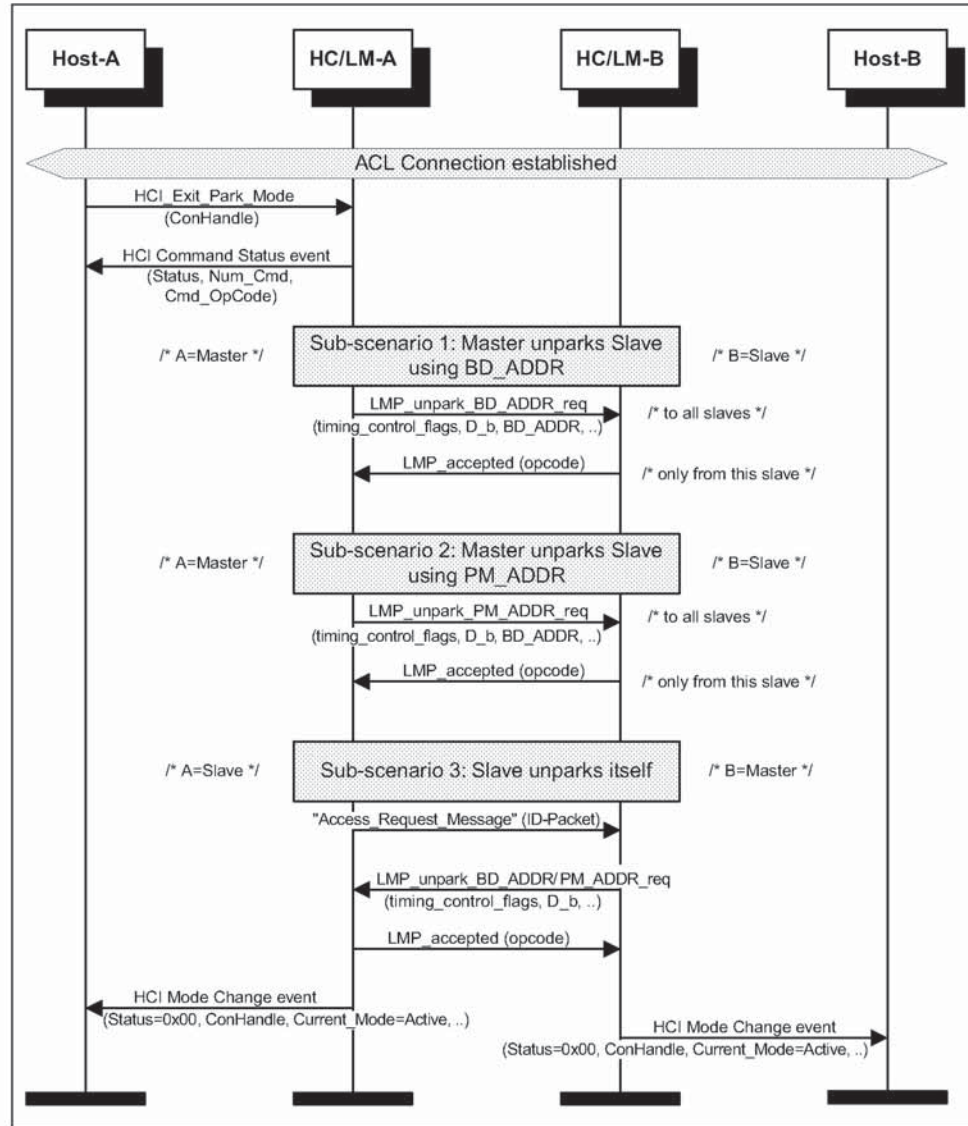 Host-A
HC/LM-A
HC/LM-B
Host-B
ACL Connection established
HCI_Exit_Park_Mode
(ConHandle)
HCI Command Status event
(Status, Num_Cmd,
Cmd_OpCode)
/* A=Master */
Sub-scenario 1: Master unparks Slave
using BD_ADDR
/* B=Slave */
LMP_unpark_BD_ADDR_req
(timing_control_flags, D_b, BD_ADDR, ..)
/* to all slaves */
LMP_accepted (opcode)
/* only from this slave */
/* A=Master */
Sub-scenario 2: Master unparks Slave
using PM_ADDR
/* B=Slave */
LMP_unpark_PM_ADDR_req
(timing_control_flags, D_b, BD_ADDR, ..)
/* to all slaves */
LMP_accepted (opcode)
/* only from this slave */
/* A=Slave */
Sub-scenario 3: Slave unparks itself
/* B=Master */
"Access_Request_Message" (ID-Packet)
LMP_unpark_BD_ADDR/PM_ADDR_req
(timing_control_flags, D_b, ..)
LMP_accepted (opcode)
HCI Mode Change event
(Status=0x00, ConHandle, Current_Mode=Active, ..)
HCI Mode Change event
(Status=0x00, ConHandle, Current_Mode=Active, ..)